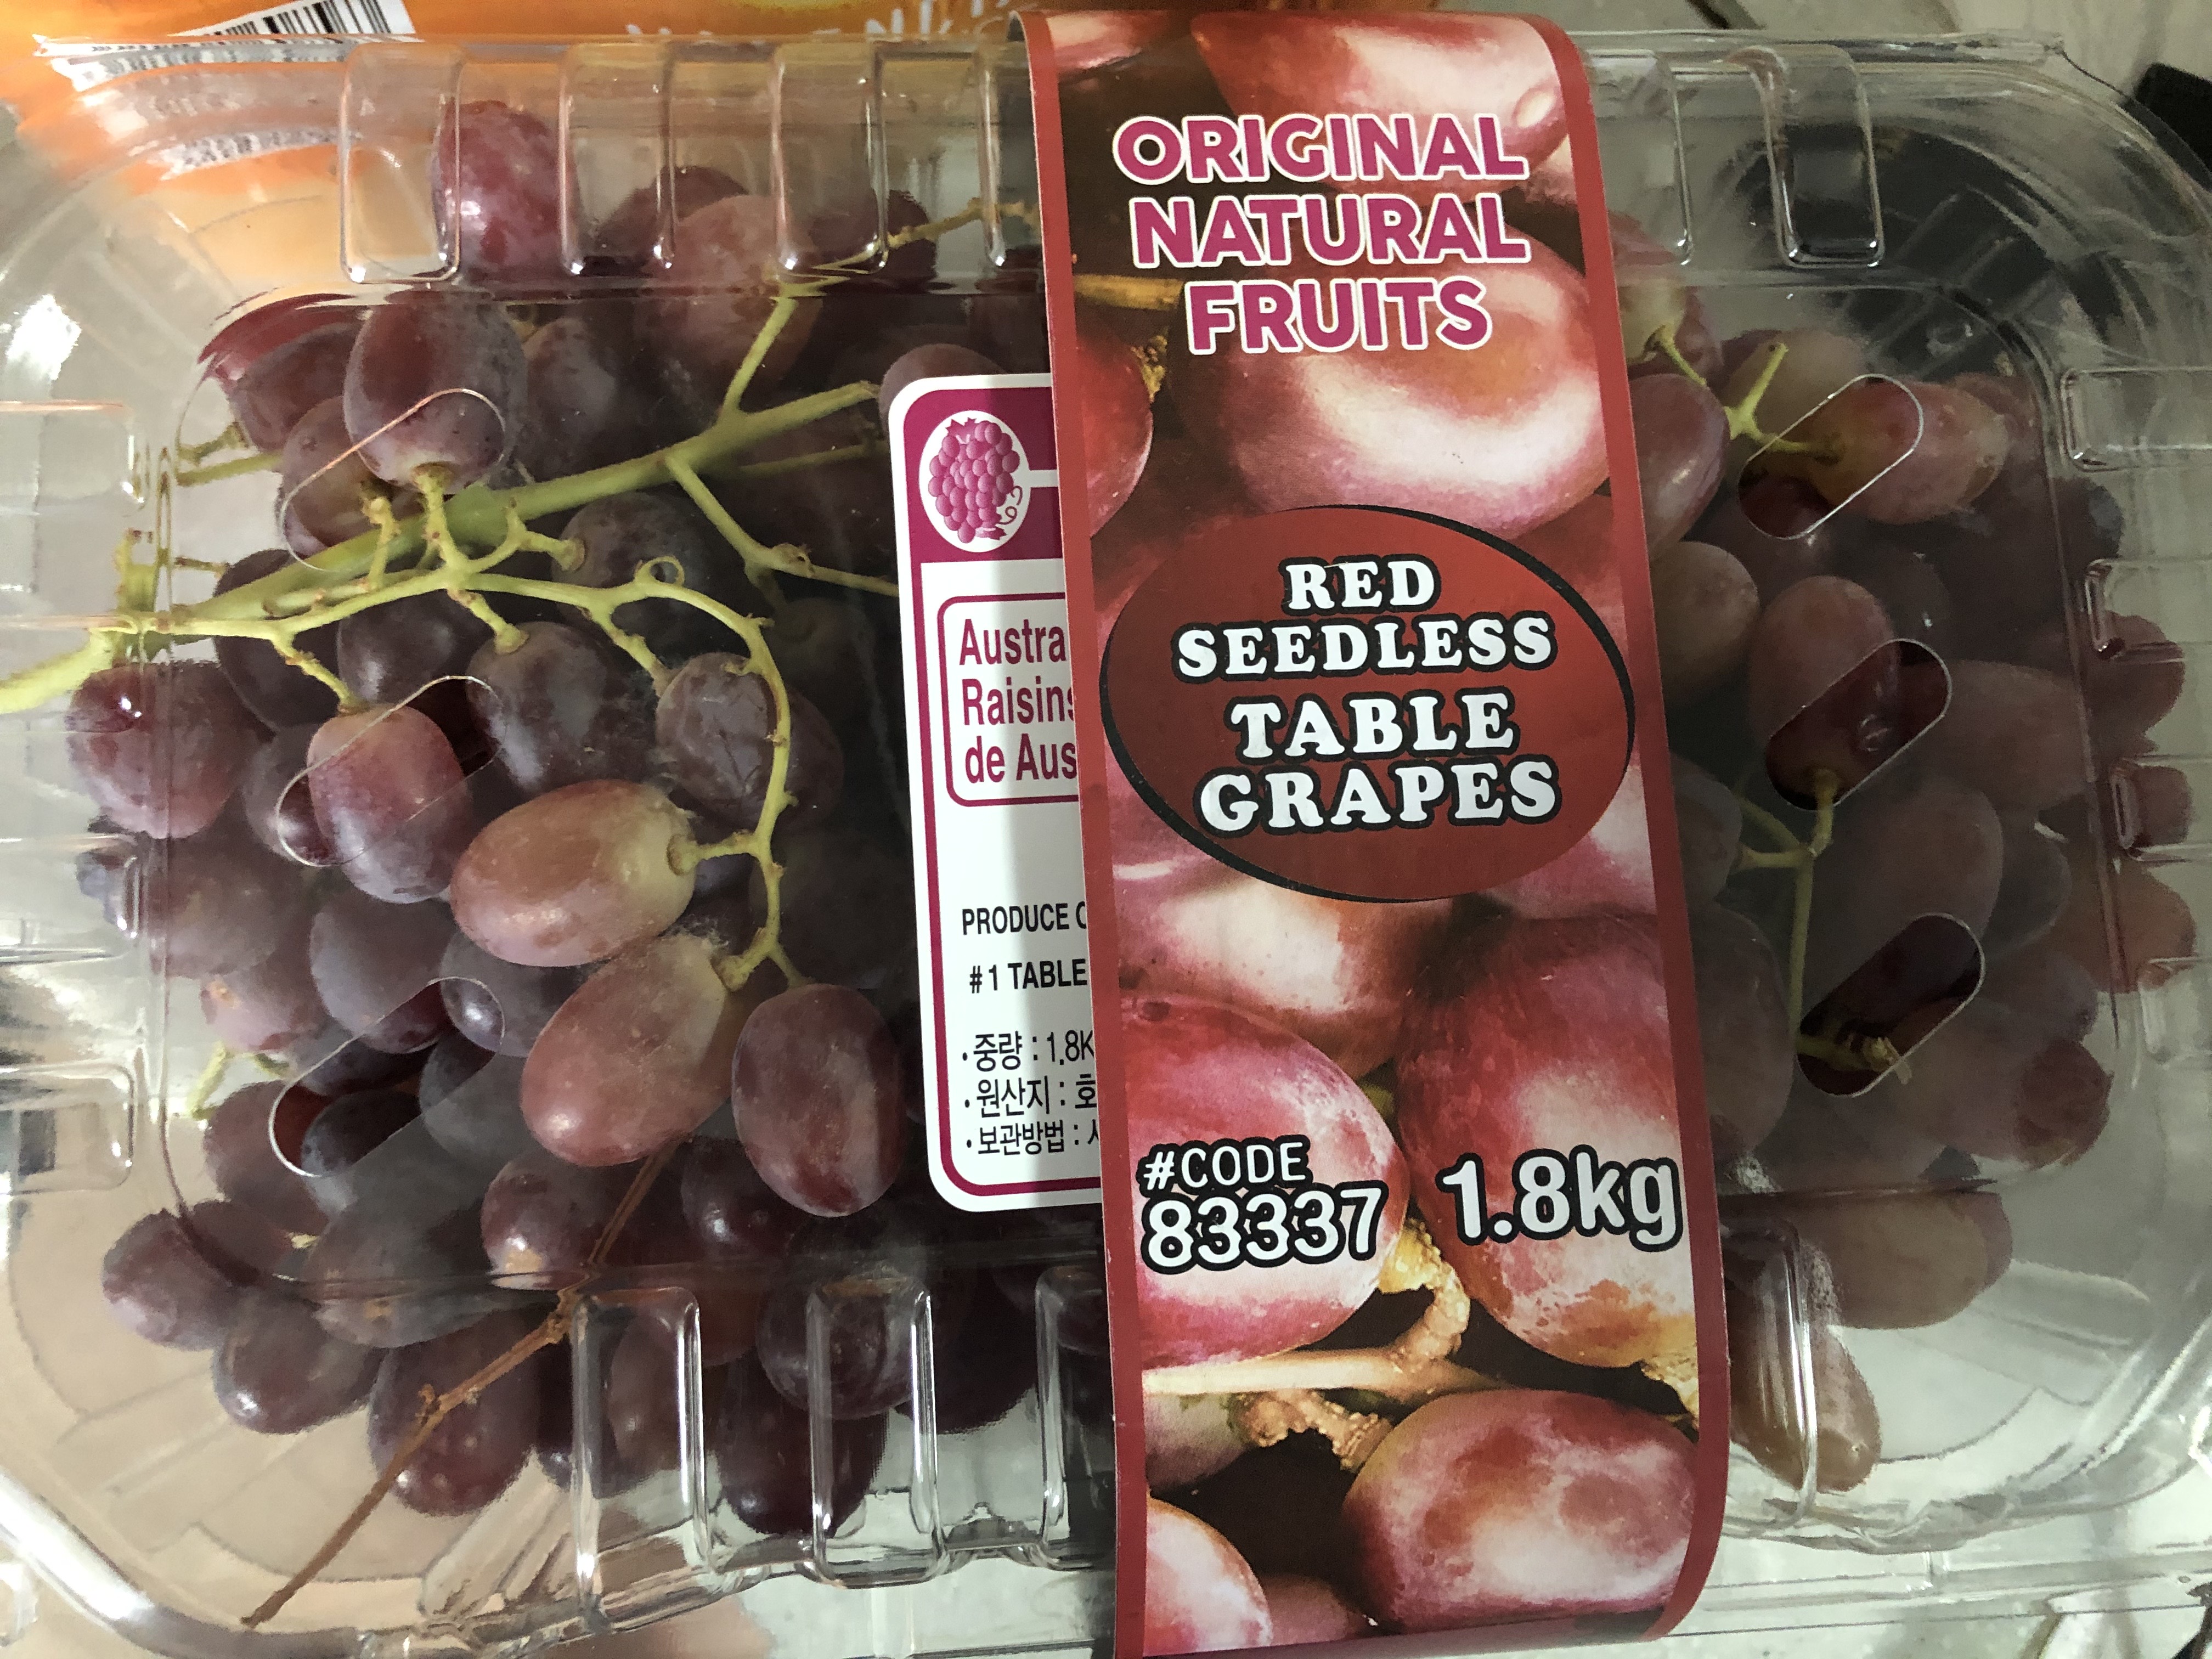 ORIGINAL
NATURAL
FRUITS
RED
SEEDLESS
TABLE
GRAPES
#CODE
83337
1.8kg
Austra
Raisins
de Aus
PRODUCE
#1 TABLE
• 중량 : 1.8K
• 원산지 : 호
• 보관방법 :